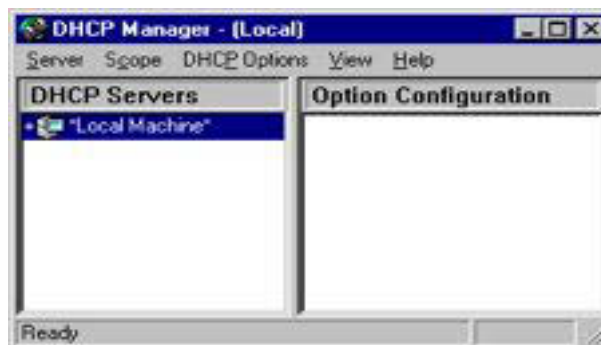 DHCP Manager - (Local)
Server Scope DHCP Options View Help
DHCP Servers
Option Configuration
"Local Machine"
Ready